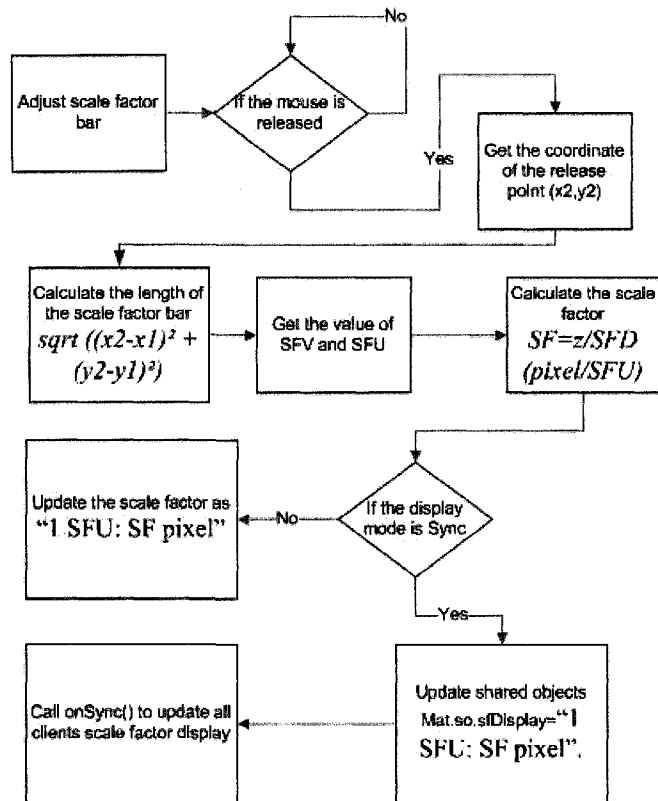 No
Adjust scale factor
bar
If the mouse is
released
Yes
Get the coordinate
of the release
point (x2,y2)
Calculate the length of
the scale factor bar
sqrt ((x2-x1)² +
(y2-y1)²)
Get the value of
SFV and SFU
Calculate the scale
factor
SF=z/SFD
(pixel/SFU)
Update the scale factor as
“1 SFU: SF pixel”
No
If the display
mode is Sync
Yes
Call onSync() to update all
clients scale factor display
Update shared objects
Mat.so.sfDisplay=“1
SFU: SF pixel”.